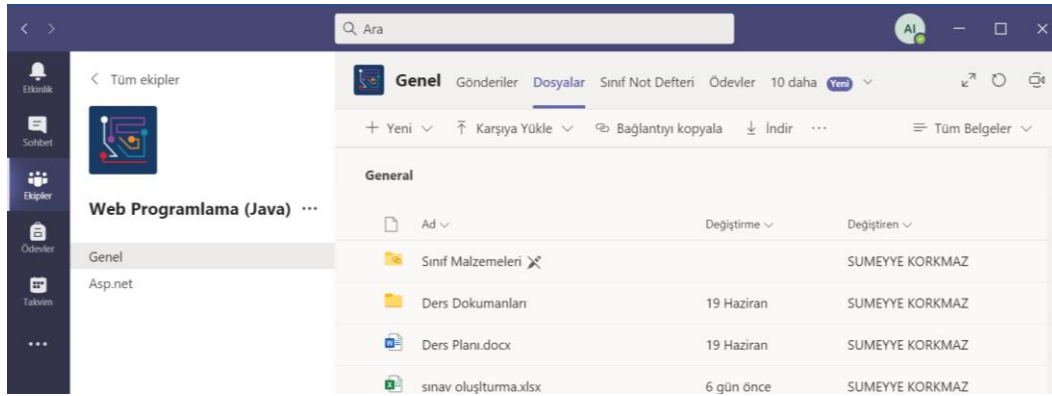 Ara
AI
Etkinlik
Sohbet
Ekipler
Ödevler
Takvim
Tüm ekipler
Web Programlama (Java) ...
Genel
Asp.net
Genel Gönderiler Dosyalar Sınıf Not Defteri Ödevler 10 daha Yeni
+ Yeni Karşıya Yükle Bağlantıyı kopyala İndir ... Tüm Belgeler
General
Ad Değiştirme Değiştiren
Sınıf Malzemeleri SUMEYYE KORKMAZ
Ders Dokumanları 19 Haziran SUMEYYE KORKMAZ
Ders Planı.docx 19 Haziran SUMEYYE KORKMAZ
sınav oluşlturma.xlsx 6 gün önce SUMEYYE KORKMAZ